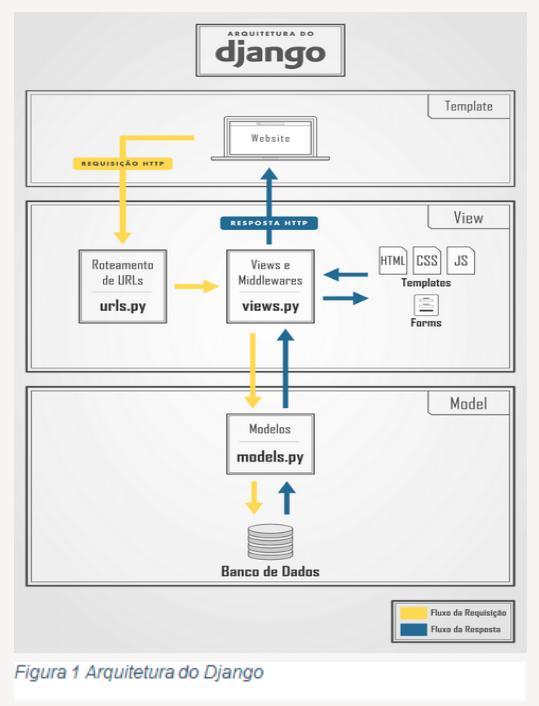 ARQUITETURA DO
django
Template
Website
REQUISIÇÃO HTTP
RESPOSTA HTTP
View
Roteamento
de URLs
urls.py
Views e
Middlewares
views.py
HTML CSS JS
Templates
Forms
Model
Modelos
models.py
Banco de Dados
Fluxo da Requisição
Fluxo da Resposta
Figura 1 Arquitetura do Django